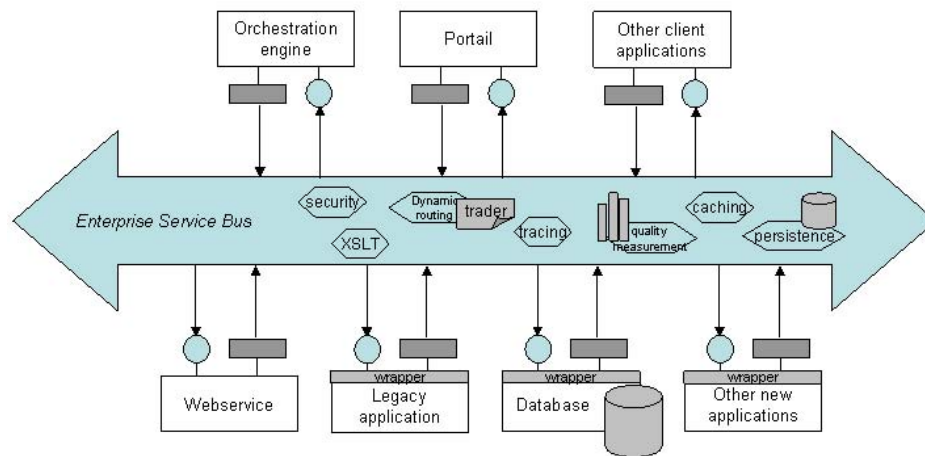 Orchestration
engine
Portail
Other client
applications
Enterprise Service Bus
security
XSLT
Dynamic
routing
trader
tracing
quality
measurement
caching
persistence
Webservice
wrapper
Legacy
application
wrapper
Database
wrapper
Other new
applications